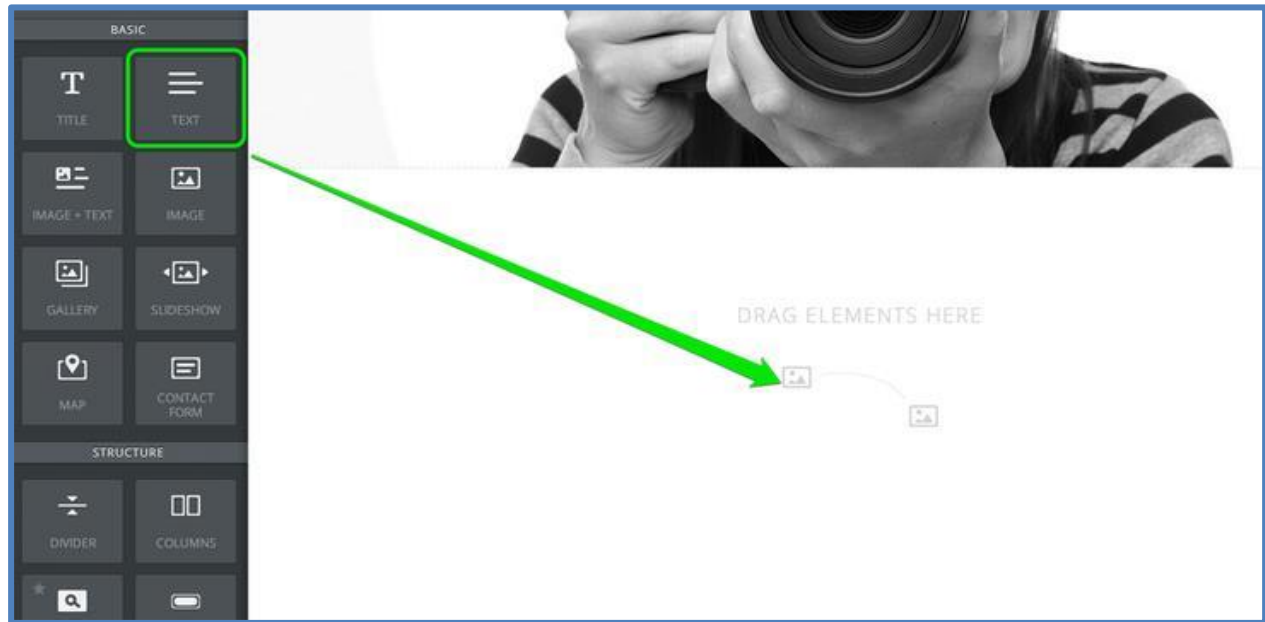 BASIC
TITLE
TEXT
IMAGE + TEXT
IMAGE
GALLERY
SLIDESHOW
DRAG ELEMENTS HERE
MAP
CONTACT
FORM
STRUCTURE
DIVIDER
COLUMNS